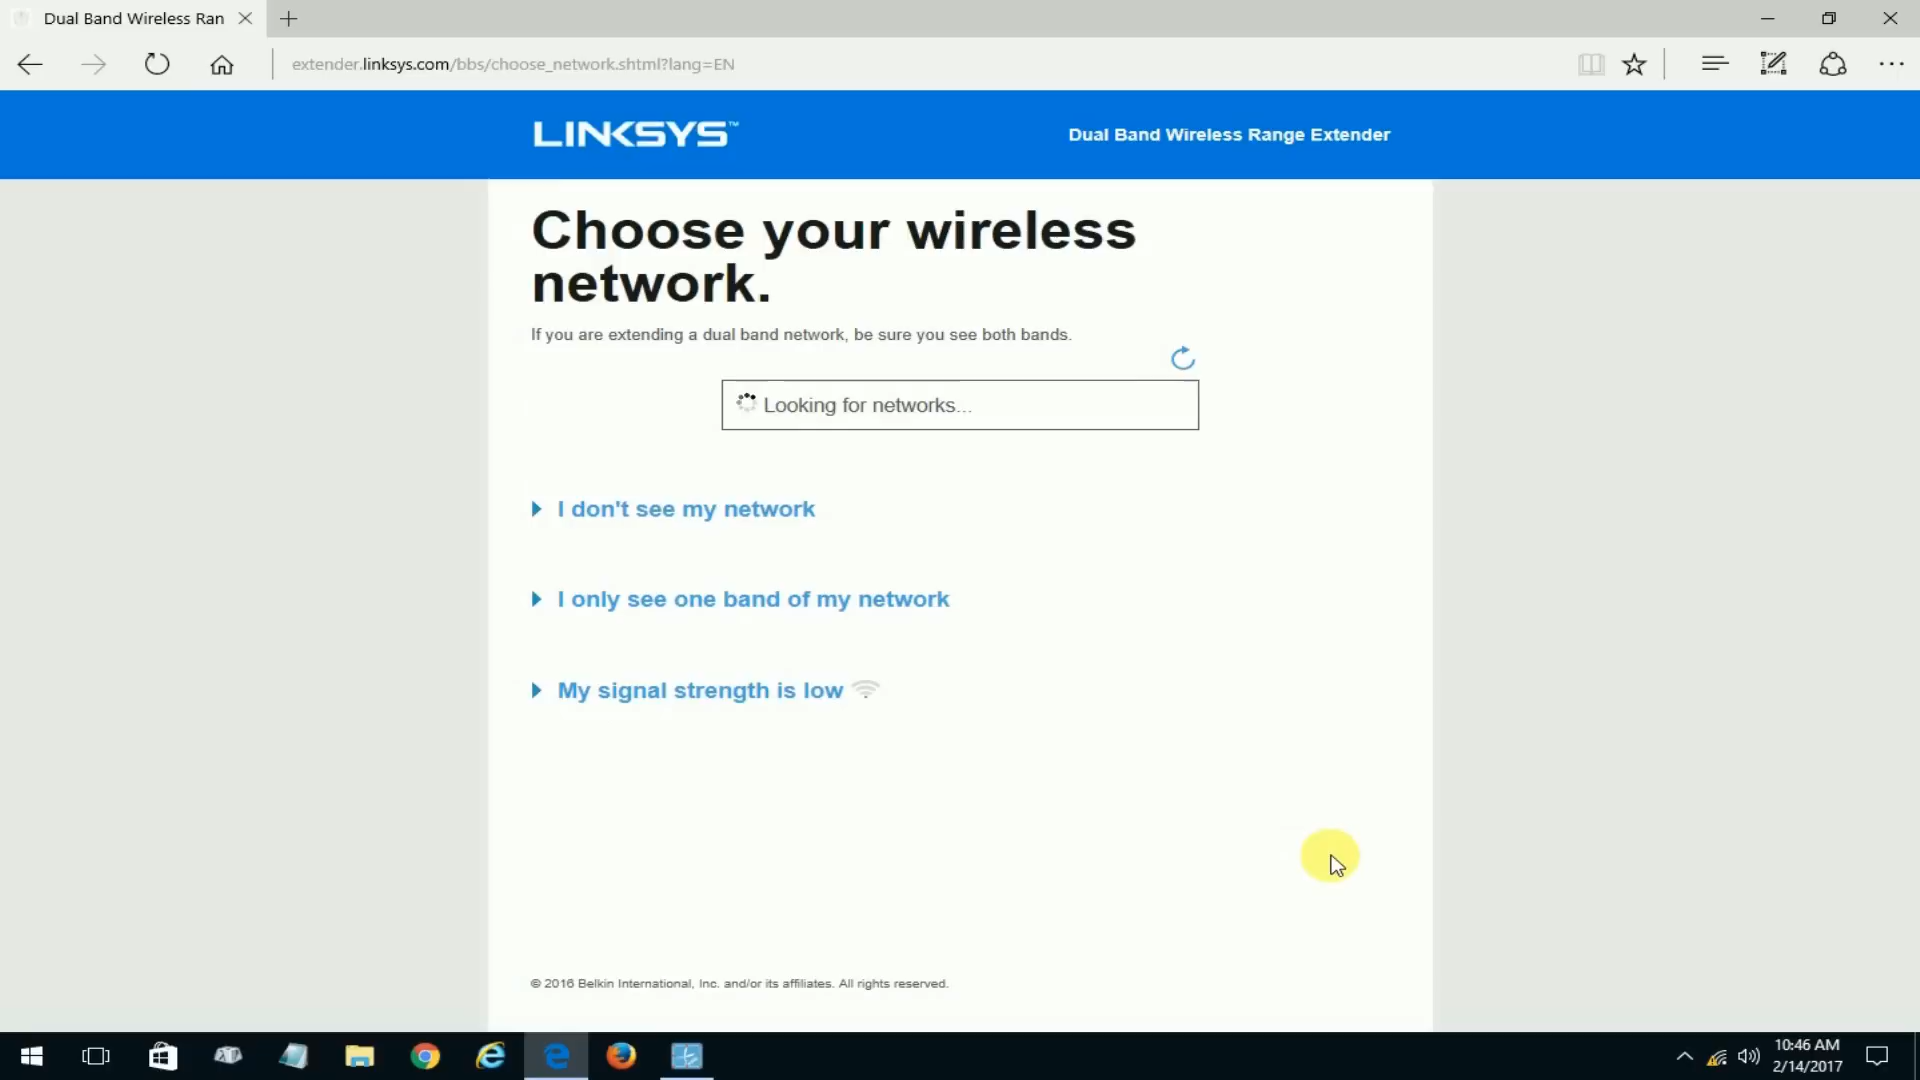 Dual Band Wireless Ran
extender.linksys.com/bbs/choose_network.shtml?lang=EN
LINKSYS™
Dual Band Wireless Range Extender
Choose your wireless
network.
If you are extending a dual band network, be sure you see both bands.
Looking for networks...
I don't see my network
I only see one band of my network
My signal strength is low
© 2016 Belkin International, Inc. and/or its affiliates. All rights reserved.
10:46 AM
2/14/2017